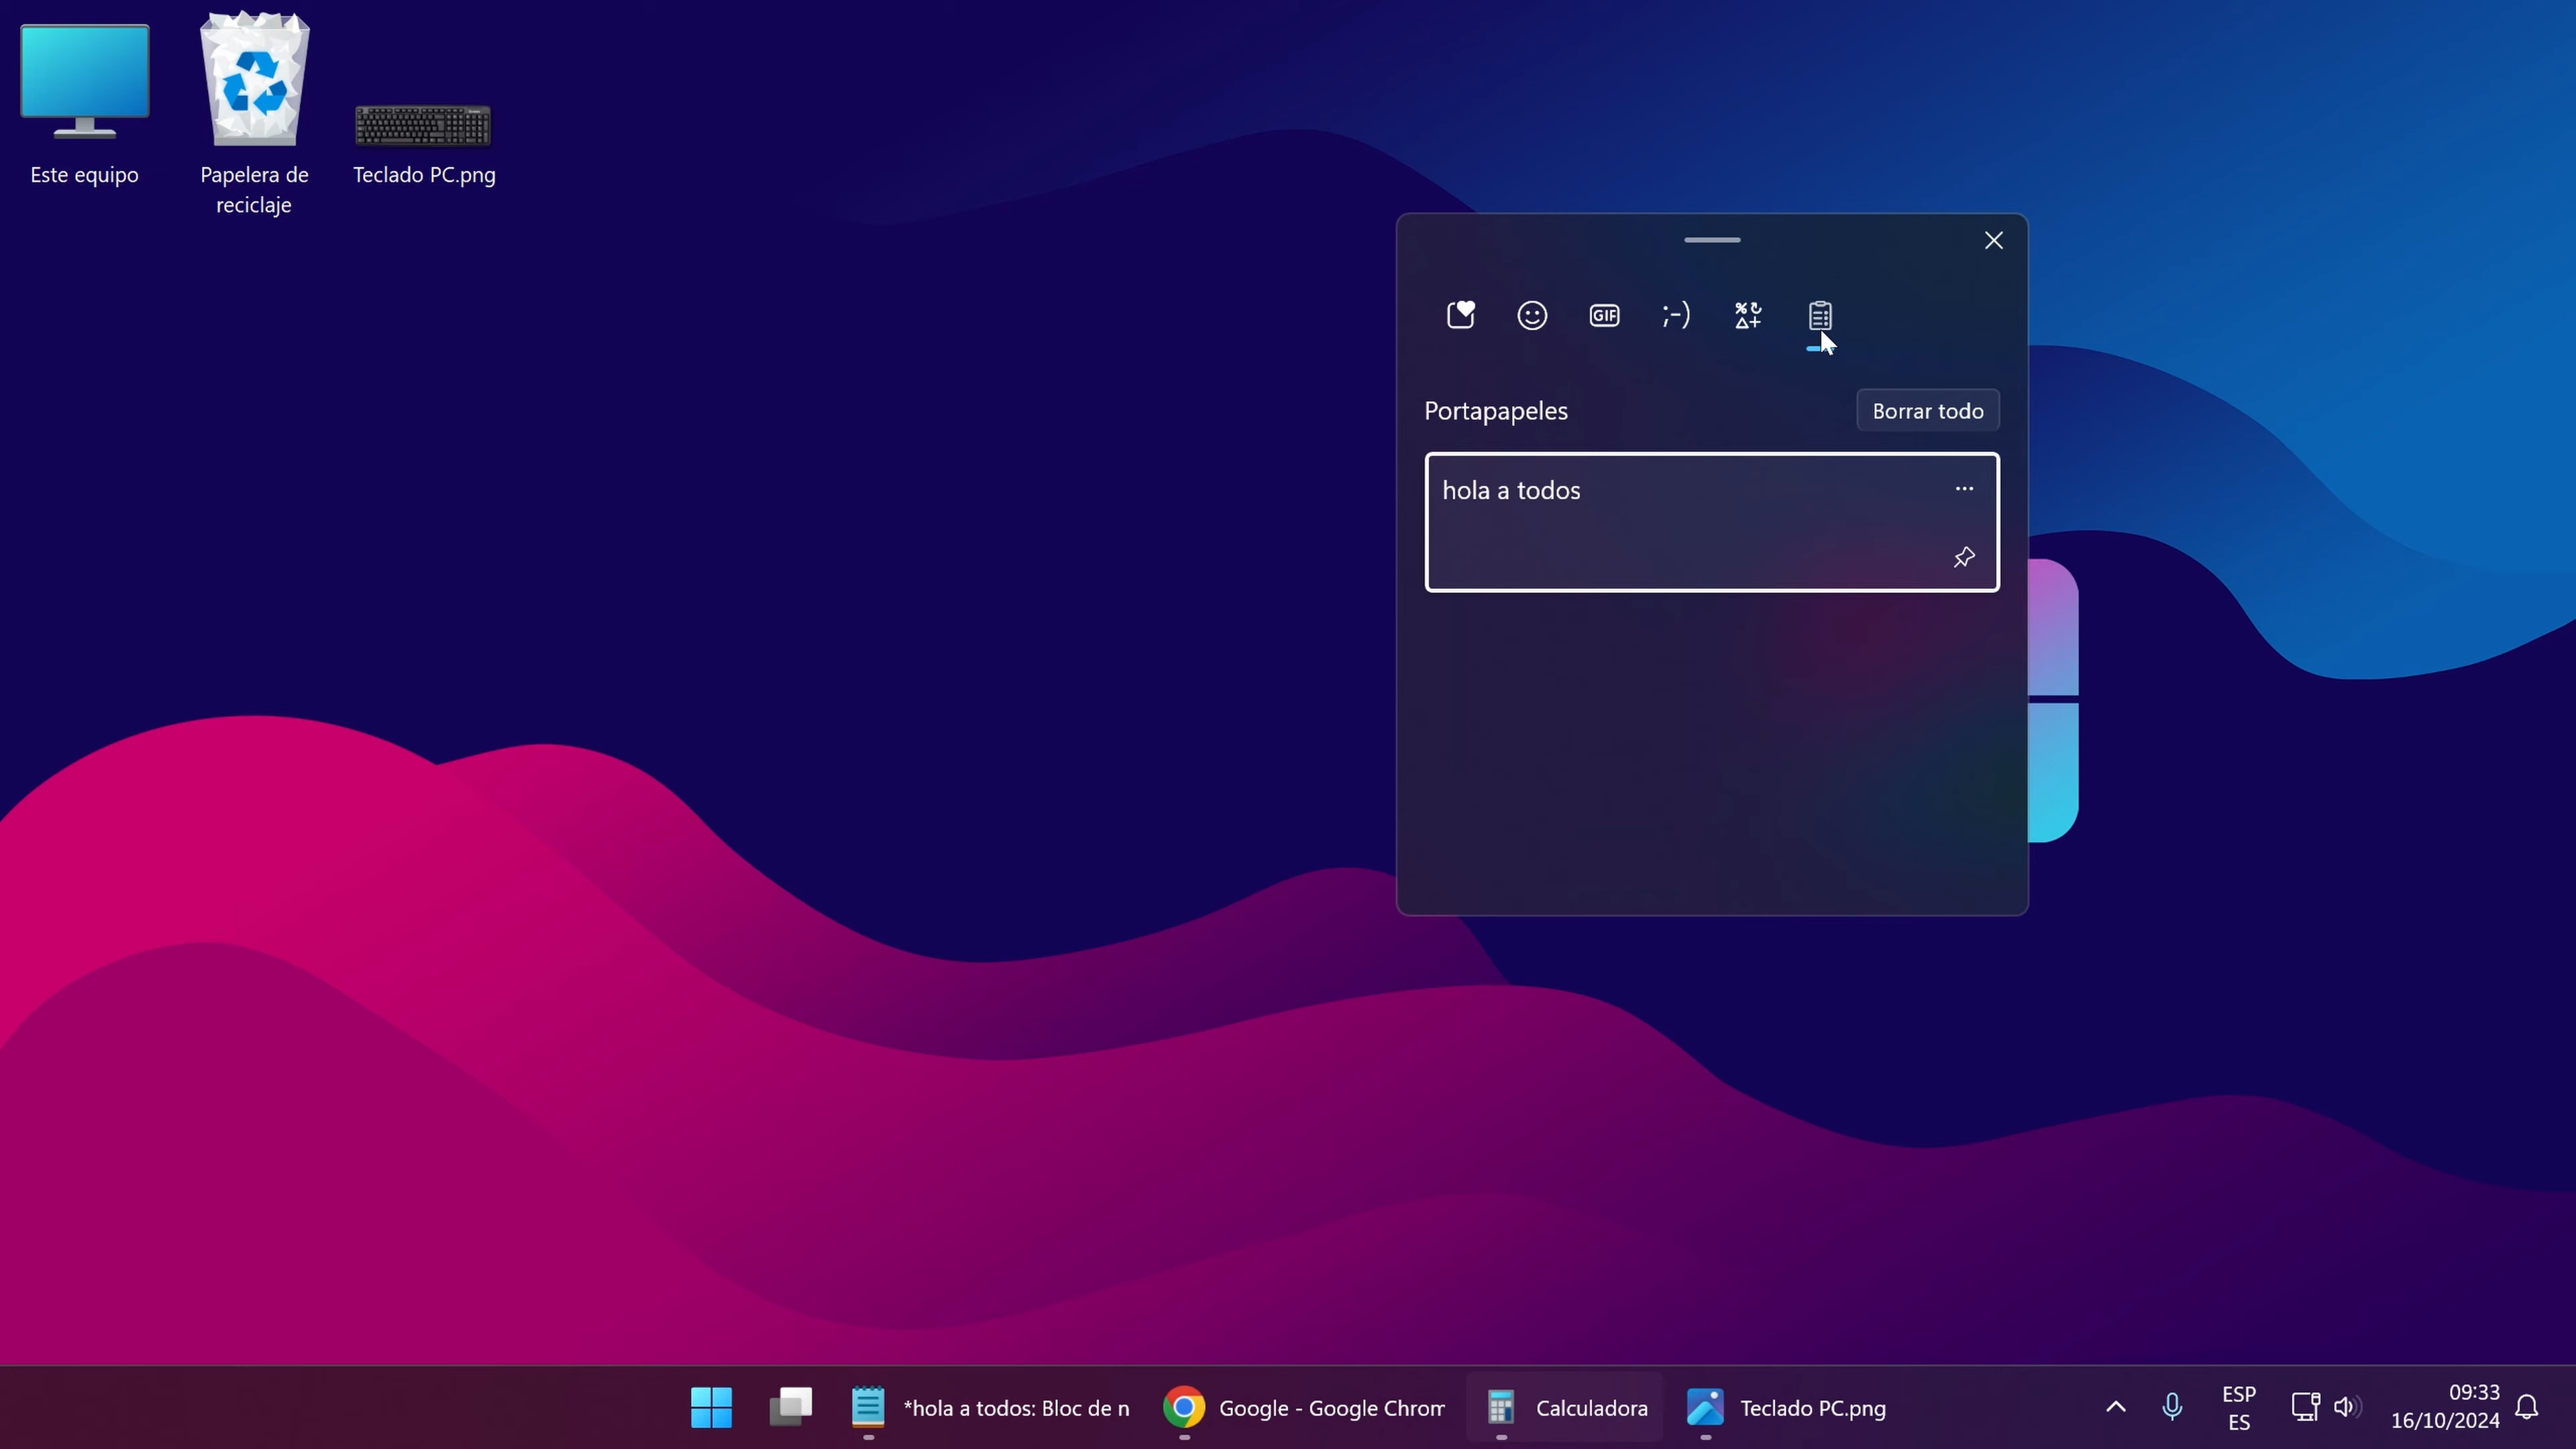 Este equipo
Papelera de
reciclaje
Teclado PC.png
GIF
;-)
Portapapeles
Borrar todo
hola a todos
*hola a todos: Bloc de n
Google - Google Chrom
Calculadora
Teclado PC.png
ESP
ES
09:33
16/10/2024